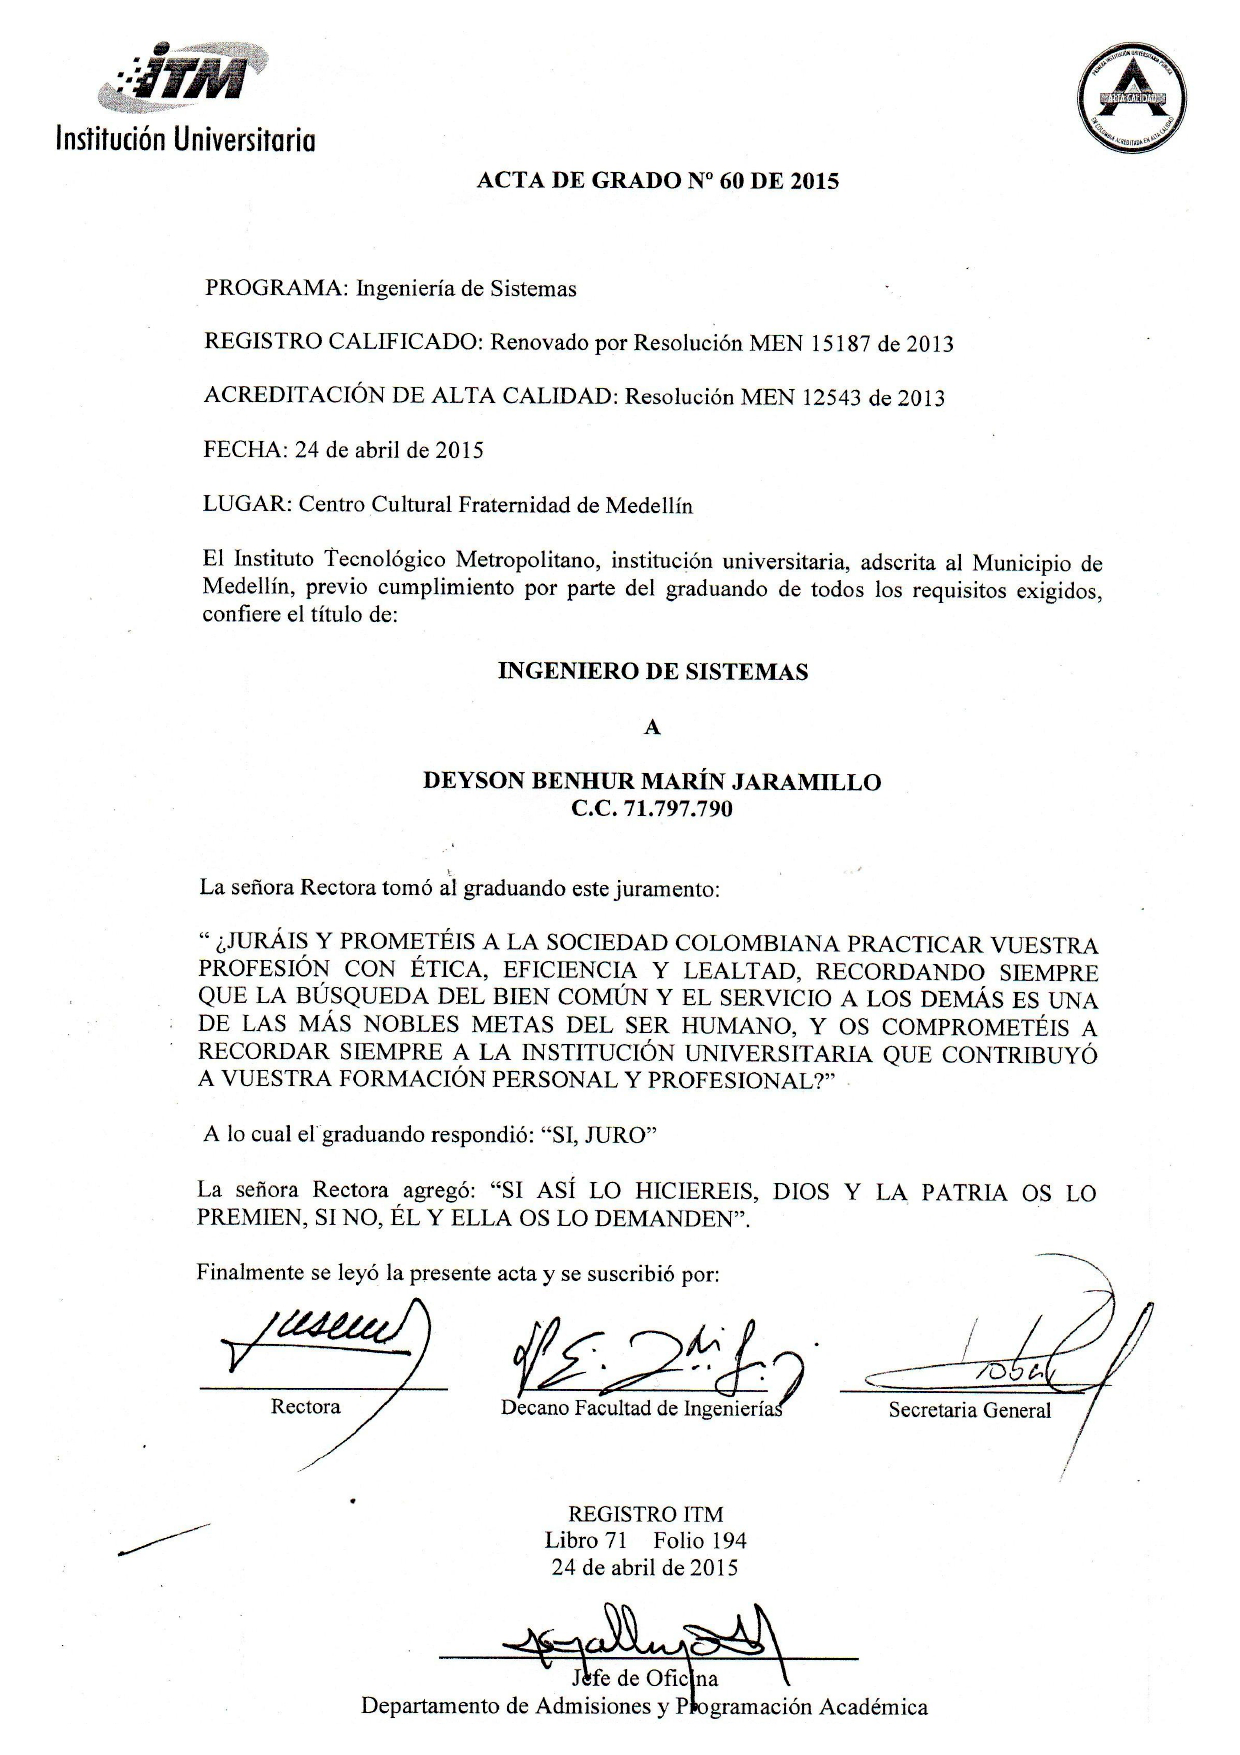 iTM
Institución Universitaria
ALTA CALIDAD
ACTA DE GRADO Nº 60 DE 2015
PROGRAMA: Ingeniería de Sistemas
REGISTRO CALIFICADO: Renovado por Resolución MEN 15187 de 2013
ACREDITACIÓN DE ALTA CALIDAD: Resolución MEN 12543 de 2013
FECHA: 24 de abril de 2015
LUGAR: Centro Cultural Fraternidad de Medellín
El Instituto Tecnológico Metropolitano, institución universitaria, adscrita al Municipio de
Medellín, previo cumplimiento por parte del graduando de todos los requisitos exigidos,
confiere el título de:
INGENIERO DE SISTEMAS
A
DEYSON BENHUR MARÍN JARAMILLO
C.C. 71.797.790
La señora Rectora tomó al graduando este juramento:
“ ¿JURÁIS Y PROMETÉIS A LA SOCIEDAD COLOMBIANA PRACTICAR VUESTRA
PROFESIÓN CON ÉTICA, EFICIENCIA Y LEALTAD, RECORDANDO SIEMPRE
QUE LA BÚSQUEDA DEL BIEN COMÚN Y EL SERVICIO A LOS DEMÁS ES UNA
DE LAS MÁS NOBLES METAS DEL SER HUMANO, Y OS COMPROMETÉIS A
RECORDAR SIEMPRE A LA INSTITUCIÓN UNIVERSITARIA QUE CONTRIBUYÓ
A VUESTRA FORMACIÓN PERSONAL Y PROFESIONAL?”
A lo cual el graduando respondió: “SI, JURO”
La señora Rectora agregó: “SI ASÍ LO HICIEREIS, DIOS Y LA PATRIA OS LO
PREMIEN, SI NO, ÉL Y ELLA OS LO DEMANDEN”.
Finalmente se leyó la presente acta y se suscribió por:
Rectora
Decano Facultad de Ingenierías
Secretaria General
REGISTRO ITM
Libro 71 Folio 194
24 de abril de 2015
Jefe de Oficina
Departamento de Admisiones y Programación Académica